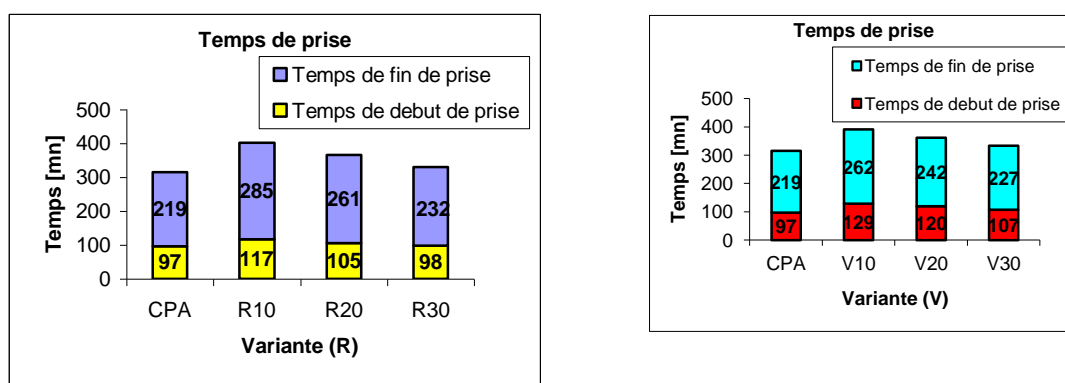 Temps de prise
Temps de fin de prise
Temps de debut de prise
Temps [mn]
500
400
300
200
100
0
219
285
261
232
97
117
105
98
CPA R10 R20 R30
Variante (R)
Temps de prise
Temps de fin de prise
Temps de debut de prise
Temps [mn]
500
400
300
200
100
0
219
262
242
227
97
129
120
107
CPA V10 V20 V30
Variante (V)